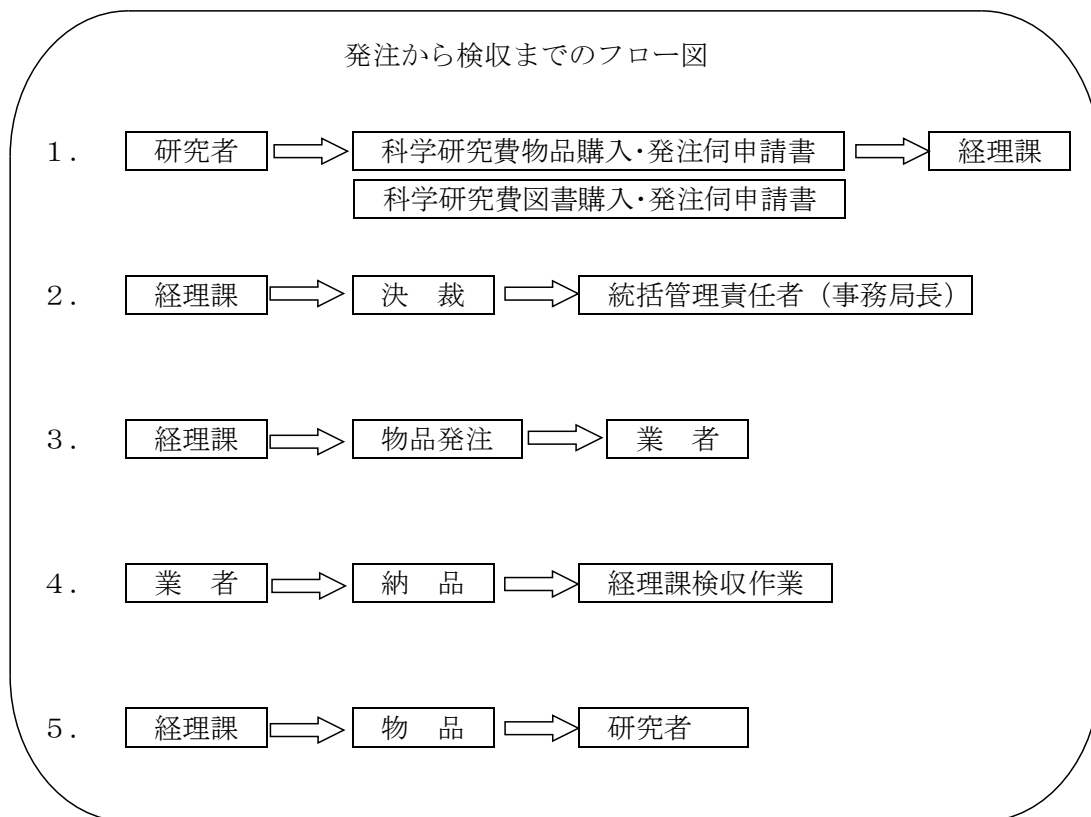 発注から検収までのフロー図
1. 研究者 科学研究費物品購入・発注伺申請書 経理課
科学研究費図書購入・発注伺申請書
2. 経理課 決 裁 統括管理責任者(事務局長)
3. 経理課 物品発注 業 者
4. 業 者 納 品 経理課検収作業
5. 経理課 物 品 研究者